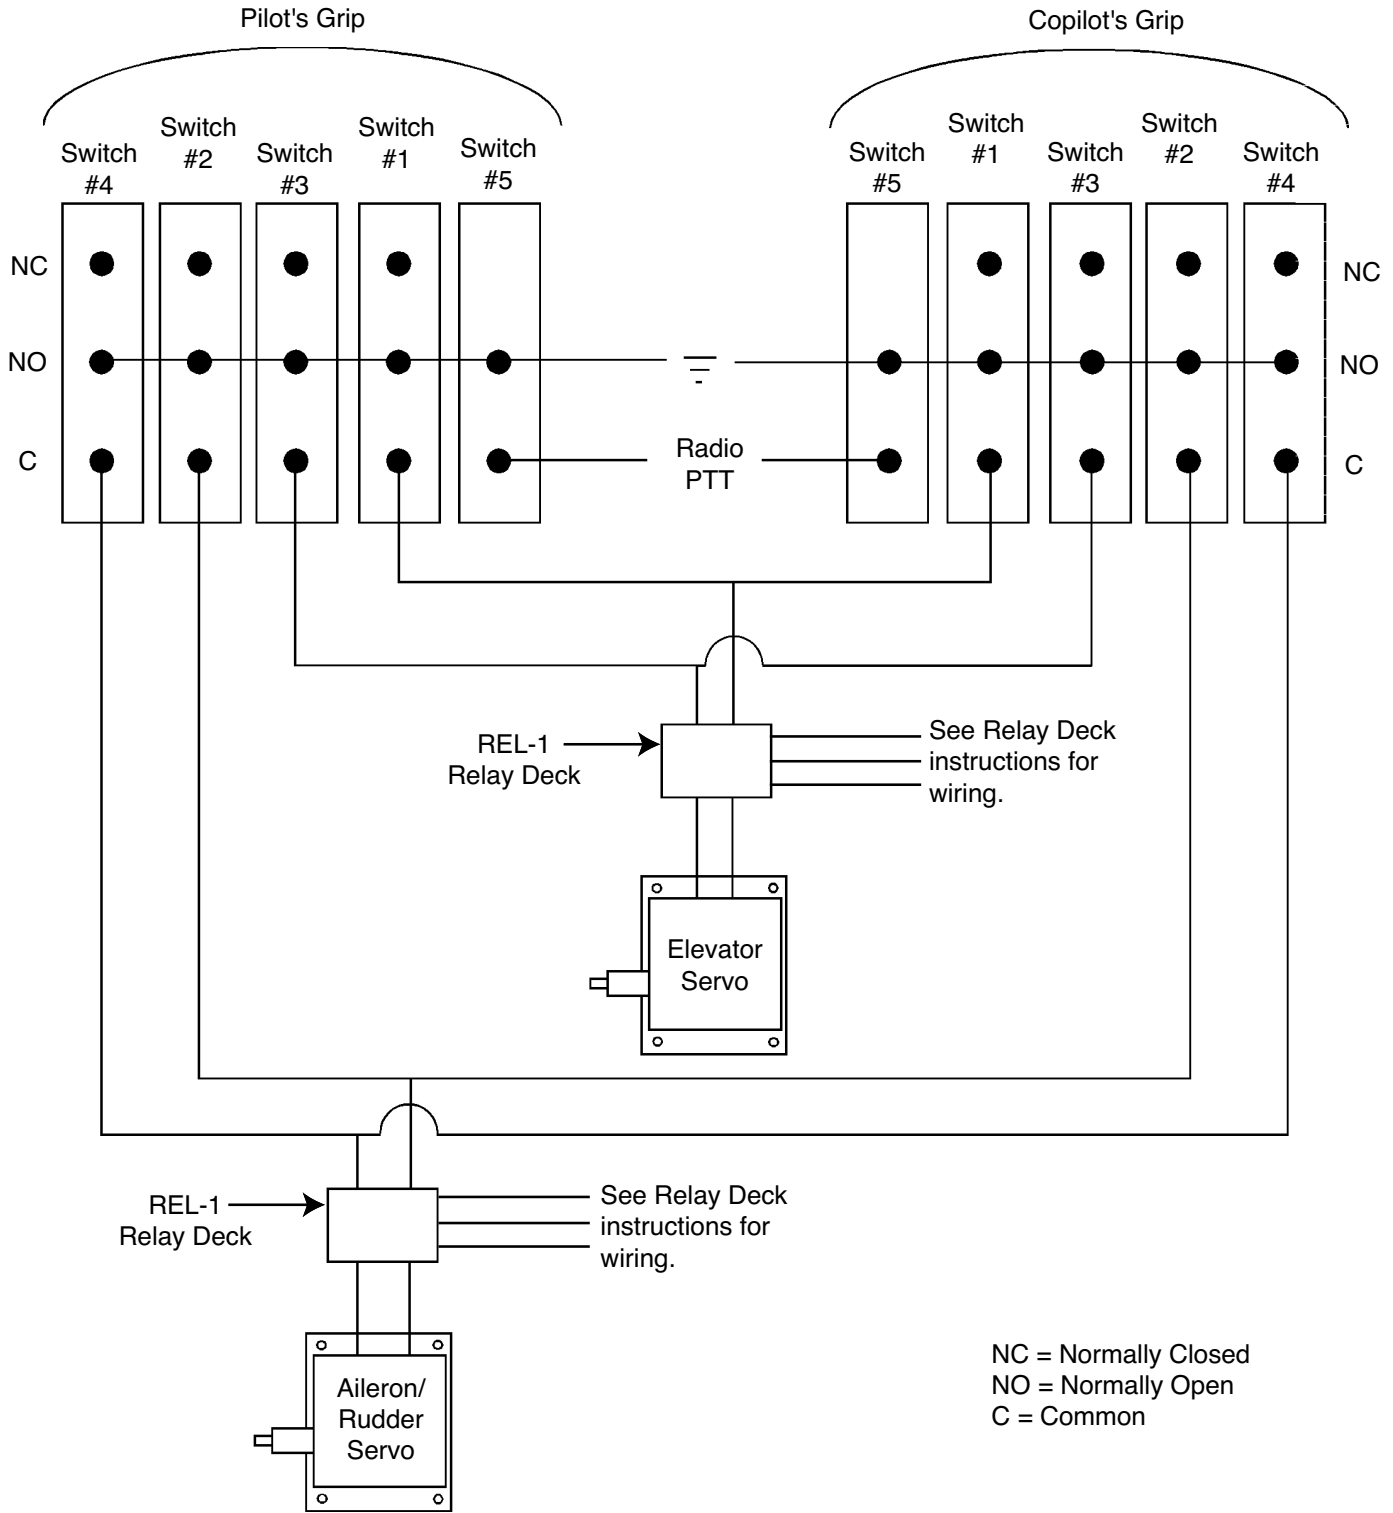 Pilot's Grip
Copilot's Grip
Switch
#4
Switch
#2
Switch
#3
Switch
#1
Switch
#5
Switch
#5
Switch
#1
Switch
#3
Switch
#2
Switch
#4
NC
NC
NO
NO
C
Radio
PTT
C
REL-1
Relay Deck
See Relay Deck
instructions for
wiring.
Elevator
Servo
REL-1
Relay Deck
See Relay Deck
instructions for
wiring.
Aileron/
Rudder
Servo
NC = Normally Closed
NO = Normally Open
C = Common